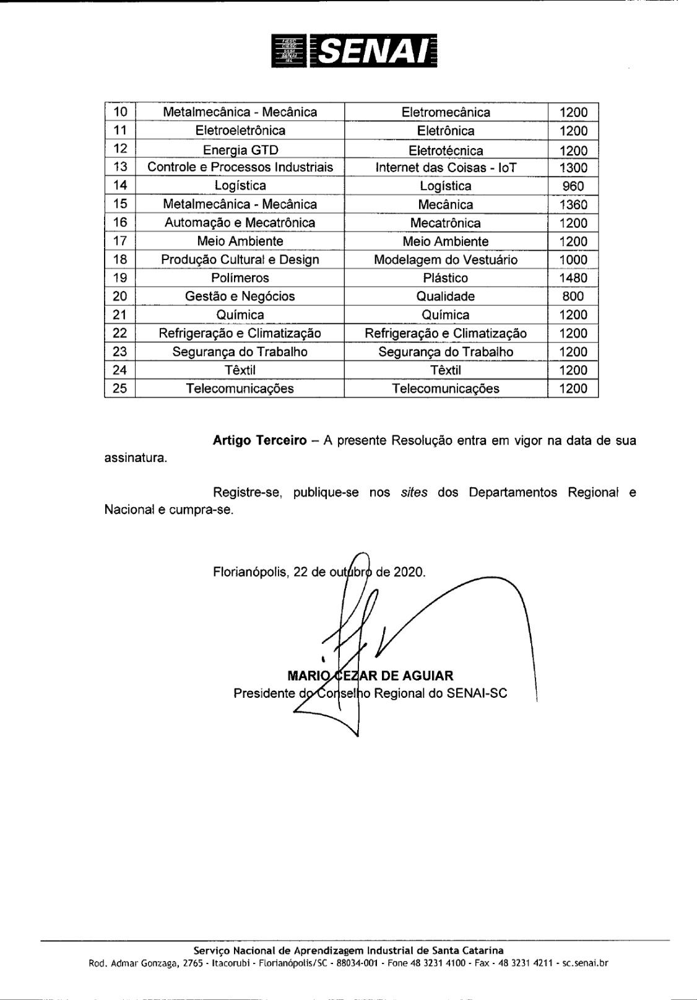 FIESC
CIESC
SESI
SENAI
IEL
SENAI
10 Metalmecânica - Mecânica Eletromecânica 1200
11 Eletroeletrônica Eletrônica 1200
12 Energia GTD Eletrotécnica 1200
13 Controle e Processos Industriais Internet das Coisas - IoT 1300
14 Logística Logística 960
15 Metalmecânica - Mecânica Mecânica 1360
16 Automação e Mecatrônica Mecatrônica 1200
17 Meio Ambiente Meio Ambiente 1200
18 Produção Cultural e Design Modelagem do Vestuário 1000
19 Polímeros Plástico 1480
20 Gestão e Negócios Qualidade 800
21 Química Química 1200
22 Refrigeração e Climatização Refrigeração e Climatização 1200
23 Segurança do Trabalho Segurança do Trabalho 1200
24 Têxtil Têxtil 1200
25 Telecomunicações Telecomunicações 1200
Artigo Terceiro – A presente Resolução entra em vigor na data de sua
assinatura.
Registre-se, publique-se nos sites dos Departamentos Regional e
Nacional e cumpra-se.
Florianópolis, 22 de outubro de 2020.
MARIO CEZAR DE AGUIAR
Presidente do Conselho Regional do SENAI-SC
Serviço Nacional de Aprendizagem Industrial de Santa Catarina
Rod. Admar Gonzaga, 2765 - Itacorubi - Florianópolis/SC - 88034-001 - Fone 48 3231 4100 - Fax - 48 3231 4211 - sc.senai.br